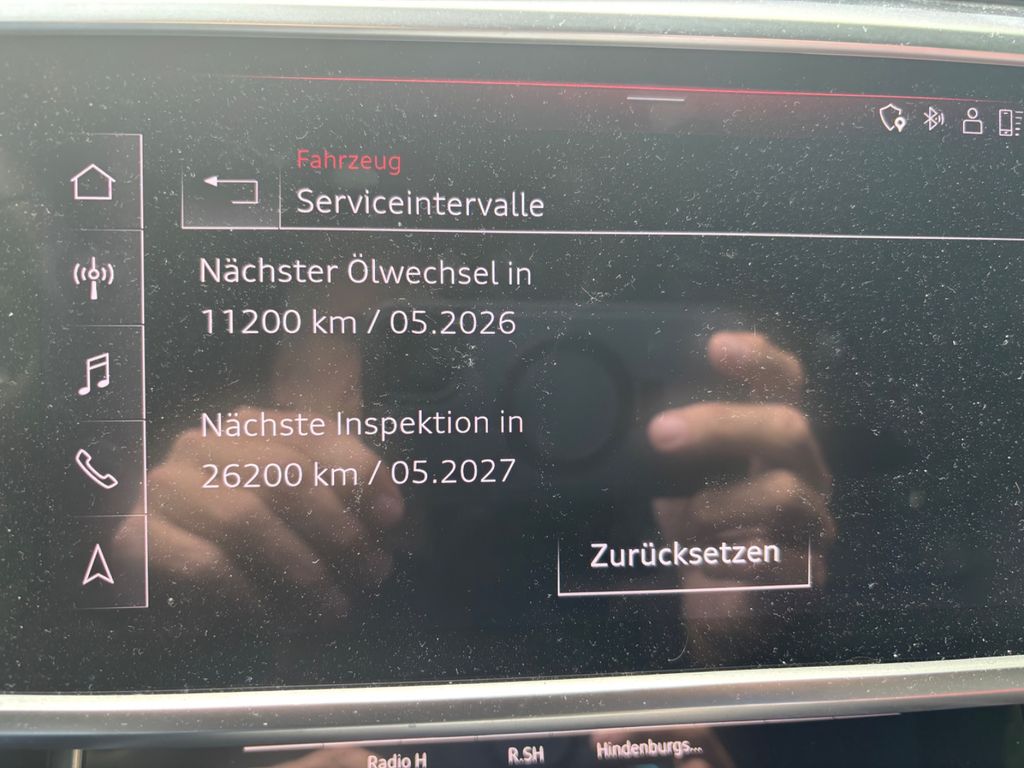 Fahrzeug
Serviceintervalle
Nächster Ölwechsel in
11200 km / 05.2026
Nächste Inspektion in
26200 km / 05.2027
Zurücksetzen
Radio H
R.SH
Hindenburgs...